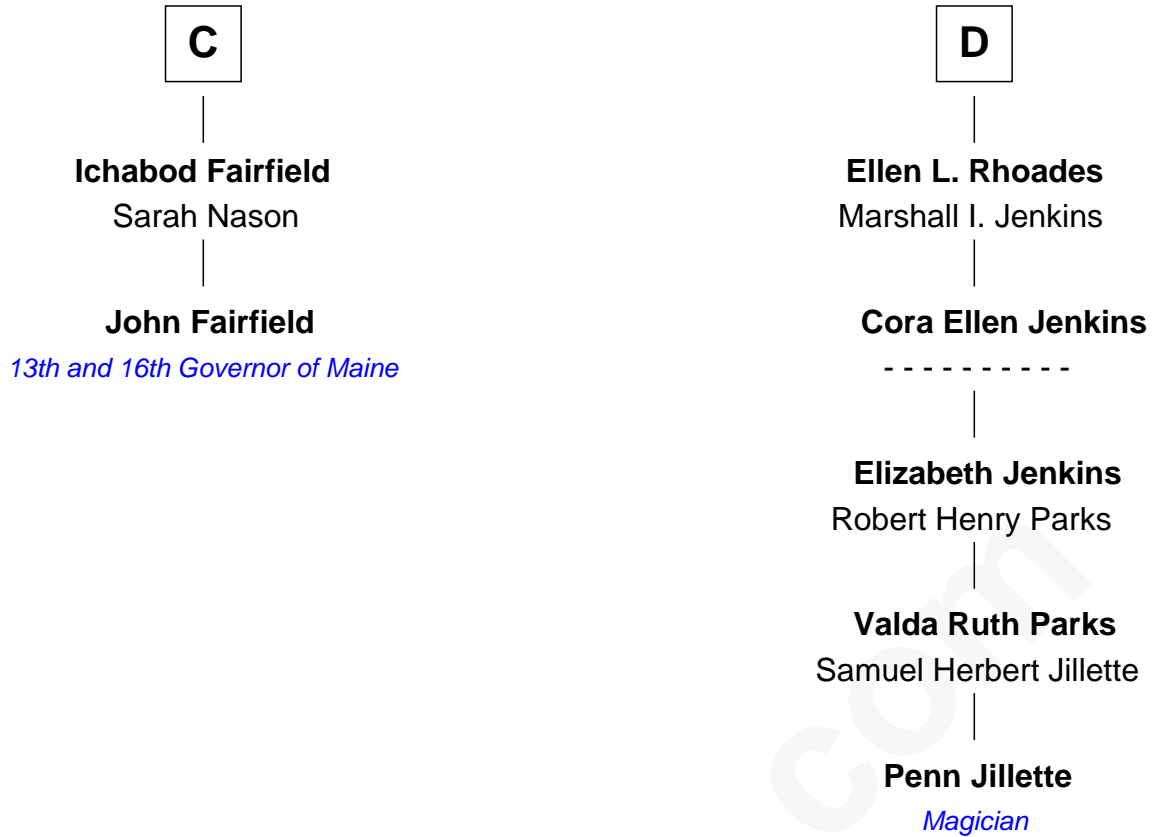 C
Ichabod Fairfield
Sarah Nason
John Fairfield
13th and 16th Governor of Maine
D
Ellen L. Rhoades
Marshall I. Jenkins
Cora Ellen Jenkins
- - - - - - - - - -
Elizabeth Jenkins
Robert Henry Parks
Valda Ruth Parks
Samuel Herbert Jillette
Penn Jillette
Magician
com